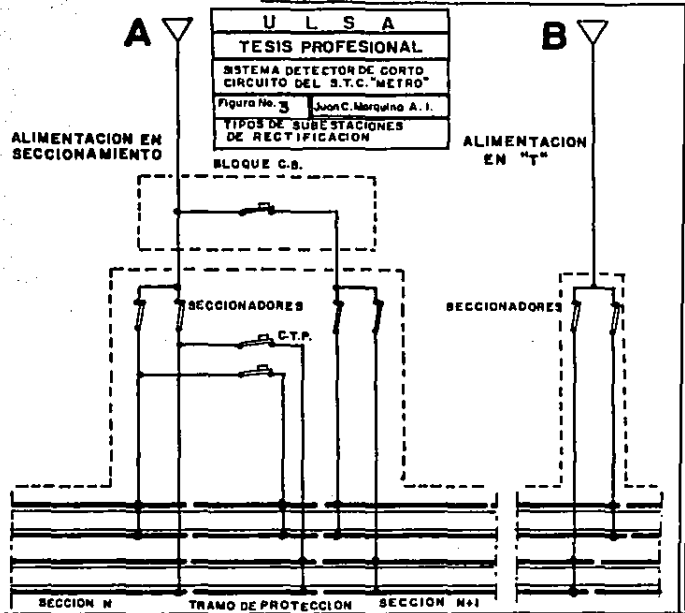 A
U L S A
TESIS PROFESIONAL
SISTEMA DETECTOR DE CORTO
CIRCUITO DEL S.T.C. "METRO"
Figura No. 3
Juan C. Marquina A. I.
TIPOS DE SUBESTACIONES
DE RECTIFICACION
B
ALIMENTACION EN
SECCIONAMIENTO
ALIMENTACION
EN "T"
BLOQUE C.S.
SECCIONADORES
SECCIONADORES
C.T.P.
SECCION N
TRAMO DE PROTECCION
SECCION N+1